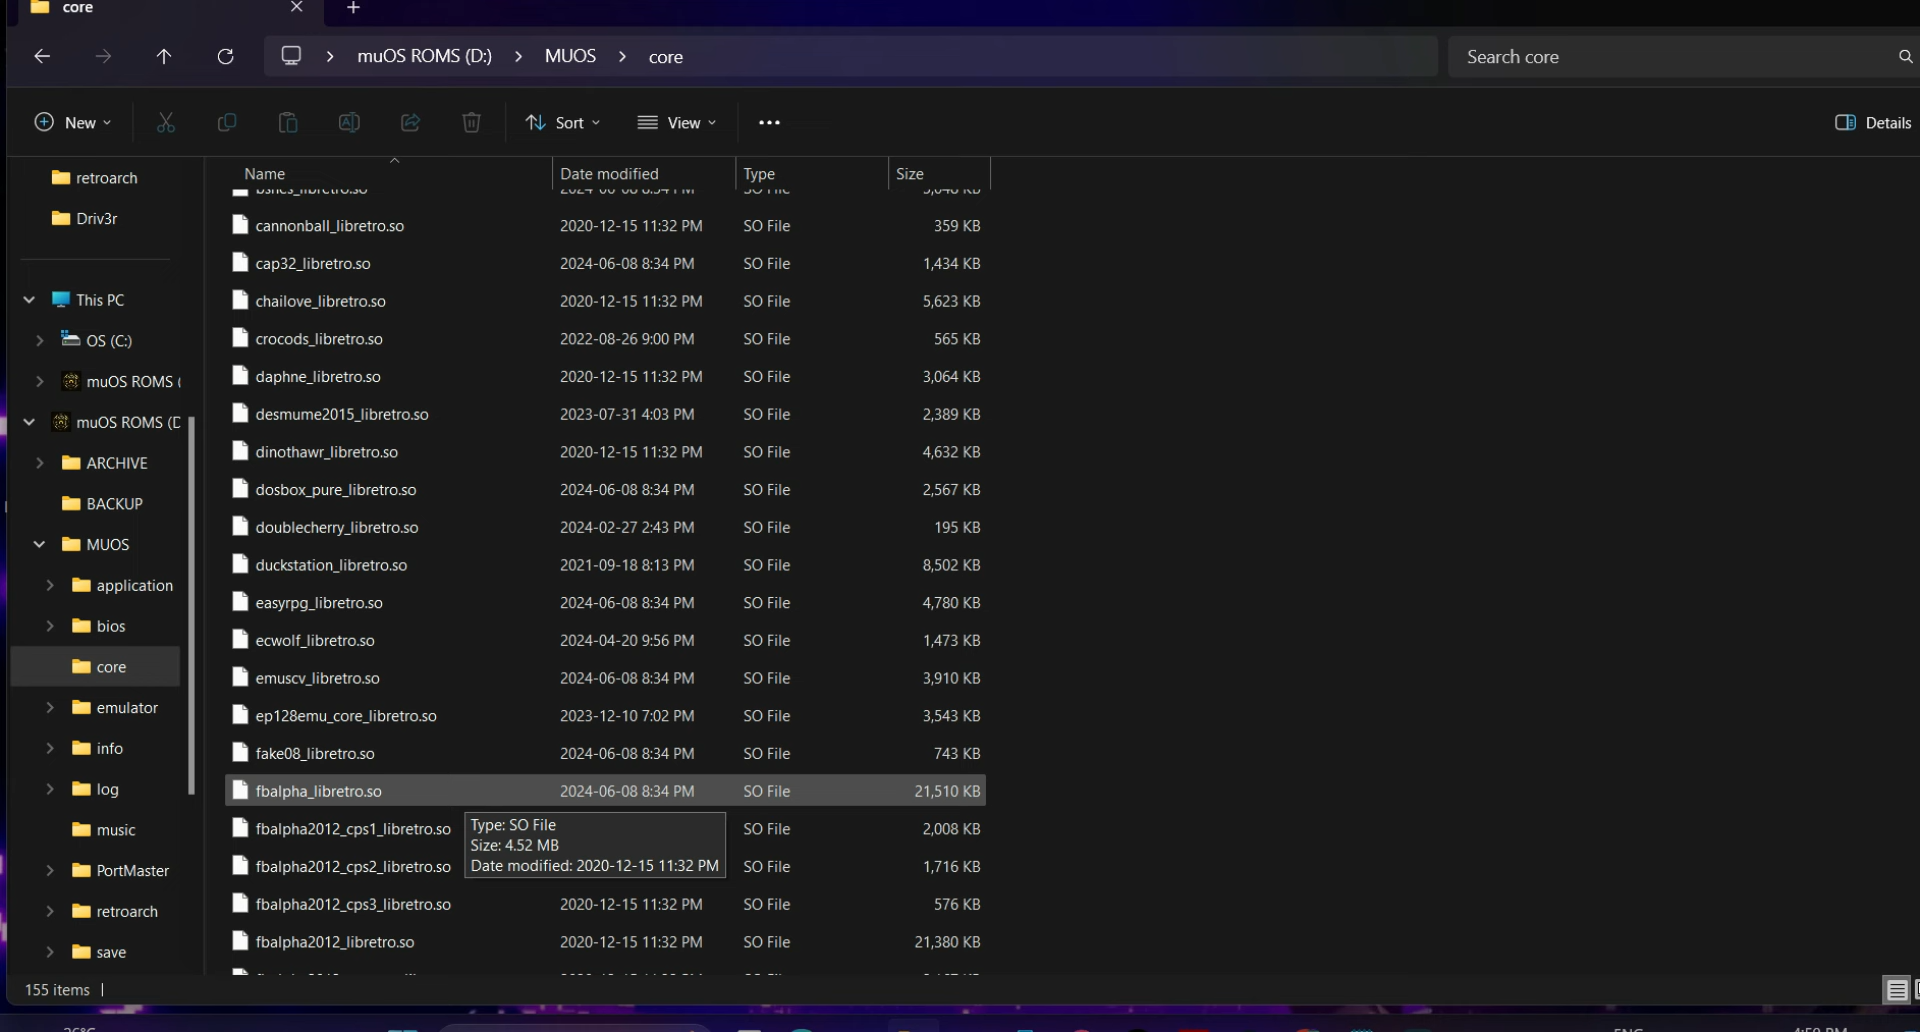 core
muOS ROMS (D:) > MUOS > core
Search core
New
Sort
View
Details
retroarch
Driv3r
This PC
OS (C:)
muOS ROMS (
muOS ROMS (D
ARCHIVE
BACKUP
MUOS
application
bios
core
emulator
info
log
music
PortMaster
retroarch
save
Name Date modified Type Size
cannonball_libretro.so 2020-12-15 11:32 PM SO File 359 KB
cap32_libretro.so 2024-06-08 8:34 PM SO File 1,434 KB
chailove_libretro.so 2020-12-15 11:32 PM SO File 5,623 KB
crocods_libretro.so 2022-08-26 9:00 PM SO File 565 KB
daphne_libretro.so 2020-12-15 11:32 PM SO File 3,064 KB
desmume2015_libretro.so 2023-07-31 4:03 PM SO File 2,389 KB
dinothawr_libretro.so 2020-12-15 11:32 PM SO File 4,632 KB
dosbox_pure_libretro.so 2024-06-08 8:34 PM SO File 2,567 KB
doublecherry_libretro.so 2024-02-27 2:43 PM SO File 195 KB
duckstation_libretro.so 2021-09-18 8:13 PM SO File 8,502 KB
easyrpg_libretro.so 2024-06-08 8:34 PM SO File 4,780 KB
ecwolf_libretro.so 2024-04-20 9:56 PM SO File 1,473 KB
emuscv_libretro.so 2024-06-08 8:34 PM SO File 3,910 KB
ep128emu_core_libretro.so 2023-12-10 7:02 PM SO File 3,543 KB
fake08_libretro.so 2024-06-08 8:34 PM SO File 743 KB
fbalpha_libretro.so 2024-06-08 8:34 PM SO File 21,510 KB
fbalpha2012_cps1_libretro.so SO File 2,008 KB
fbalpha2012_cps2_libretro.so SO File 1,716 KB
fbalpha2012_cps3_libretro.so 2020-12-15 11:32 PM SO File 576 KB
fbalpha2012_libretro.so 2020-12-15 11:32 PM SO File 21,380 KB
Type: SO File
Size: 4.52 MB
Date modified: 2020-12-15 11:32 PM
155 items